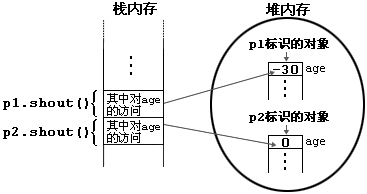 栈内存
堆内存
p1标识的对象
-30 age
p1.shout()
其中对age
的访问
p2.shout()
其中对age
的访问
p2标识的对象
0 age